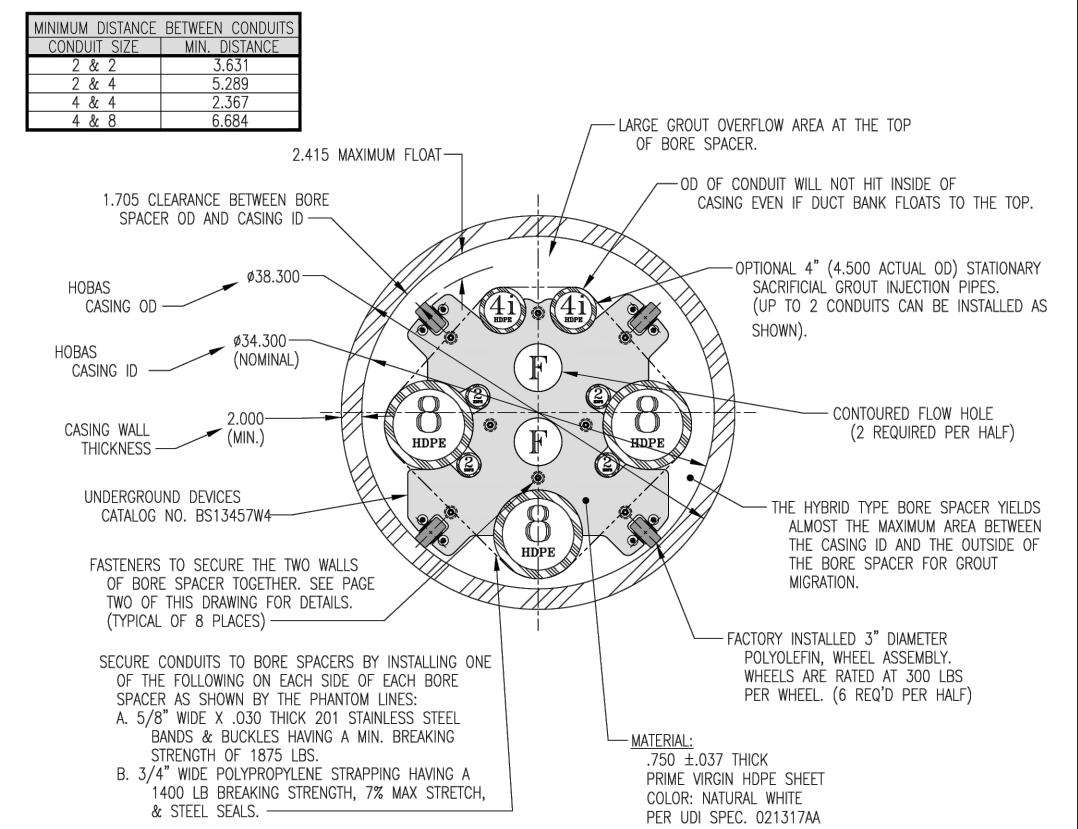 MINIMUM DISTANCE BETWEEN CONDUITS
CONDUIT SIZE MIN. DISTANCE
2 & 2 3.631
2 & 4 5.289
4 & 4 2.367
4 & 8 6.684
LARGE GROUT OVERFLOW AREA AT THE TOP
OF BORE SPACER.
2.415 MAXIMUM FLOAT
OD OF CONDUIT WILL NOT HIT INSIDE OF
CASING EVEN IF DUCT BANK FLOATS TO THE TOP.
1.705 CLEARANCE BETWEEN BORE
SPACER OD AND CASING ID
OPTIONAL 4" (4.500 ACTUAL OD) STATIONARY
SACRIFICIAL GROUT INJECTION PIPES.
(UP TO 2 CONDUITS CAN BE INSTALLED AS
SHOWN).
HOBAS
CASING OD
ø38.300
HOBAS
CASING ID
ø34.300
(NOMINAL)
CASING WALL
THICKNESS
2.000
(MIN.)
4i
HDPE
4i
HDPE
F
2
HDPE
2
HDPE
8
HDPE
8
HDPE
F
2
HDPE
2
HDPE
8
HDPE
CONTOURED FLOW HOLE
(2 REQUIRED PER HALF)
UNDERGROUND DEVICES
CATALOG NO. BS13457W4
THE HYBRID TYPE BORE SPACER YIELDS
ALMOST THE MAXIMUM AREA BETWEEN
THE CASING ID AND THE OUTSIDE OF
THE BORE SPACER FOR GROUT
MIGRATION.
FASTENERS TO SECURE THE TWO WALLS
OF BORE SPACER TOGETHER. SEE PAGE
TWO OF THIS DRAWING FOR DETAILS.
(TYPICAL OF 8 PLACES)
FACTORY INSTALLED 3" DIAMETER
POLYOLEFIN, WHEEL ASSEMBLY.
WHEELS ARE RATED AT 300 LBS
PER WHEEL. (6 REQ'D PER HALF)
SECURE CONDUITS TO BORE SPACERS BY INSTALLING ONE
OF THE FOLLOWING ON EACH SIDE OF EACH BORE
SPACER AS SHOWN BY THE PHANTOM LINES:
A. 5/8" WIDE X .030 THICK 201 STAINLESS STEEL
BANDS & BUCKLES HAVING A MIN. BREAKING
STRENGTH OF 1875 LBS.
B. 3/4" WIDE POLYPROPYLENE STRAPPING HAVING A
1400 LB BREAKING STRENGTH, 7% MAX STRETCH,
& STEEL SEALS.
MATERIAL:
.750 ±.037 THICK
PRIME VIRGIN HDPE SHEET
COLOR: NATURAL WHITE
PER UDI SPEC. 021317AA